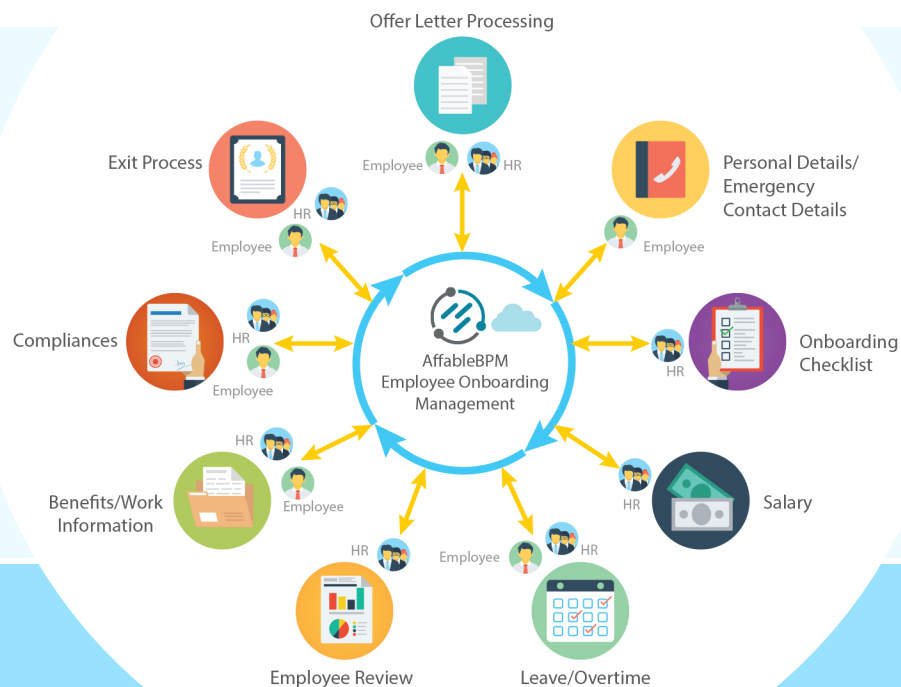 Offer Letter Processing
Employee
HR
Exit Process
HR
Employee
Personal Details/
Emergency
Contact Details
Employee
Compliances
HR
Employee
AffableBPM
Employee Onboarding
Management
HR
Onboarding
Checklist
Benefits/Work
Information
HR
Employee
HR
Salary
HR
Employee Review
Employee
HR
Leave/Overtime